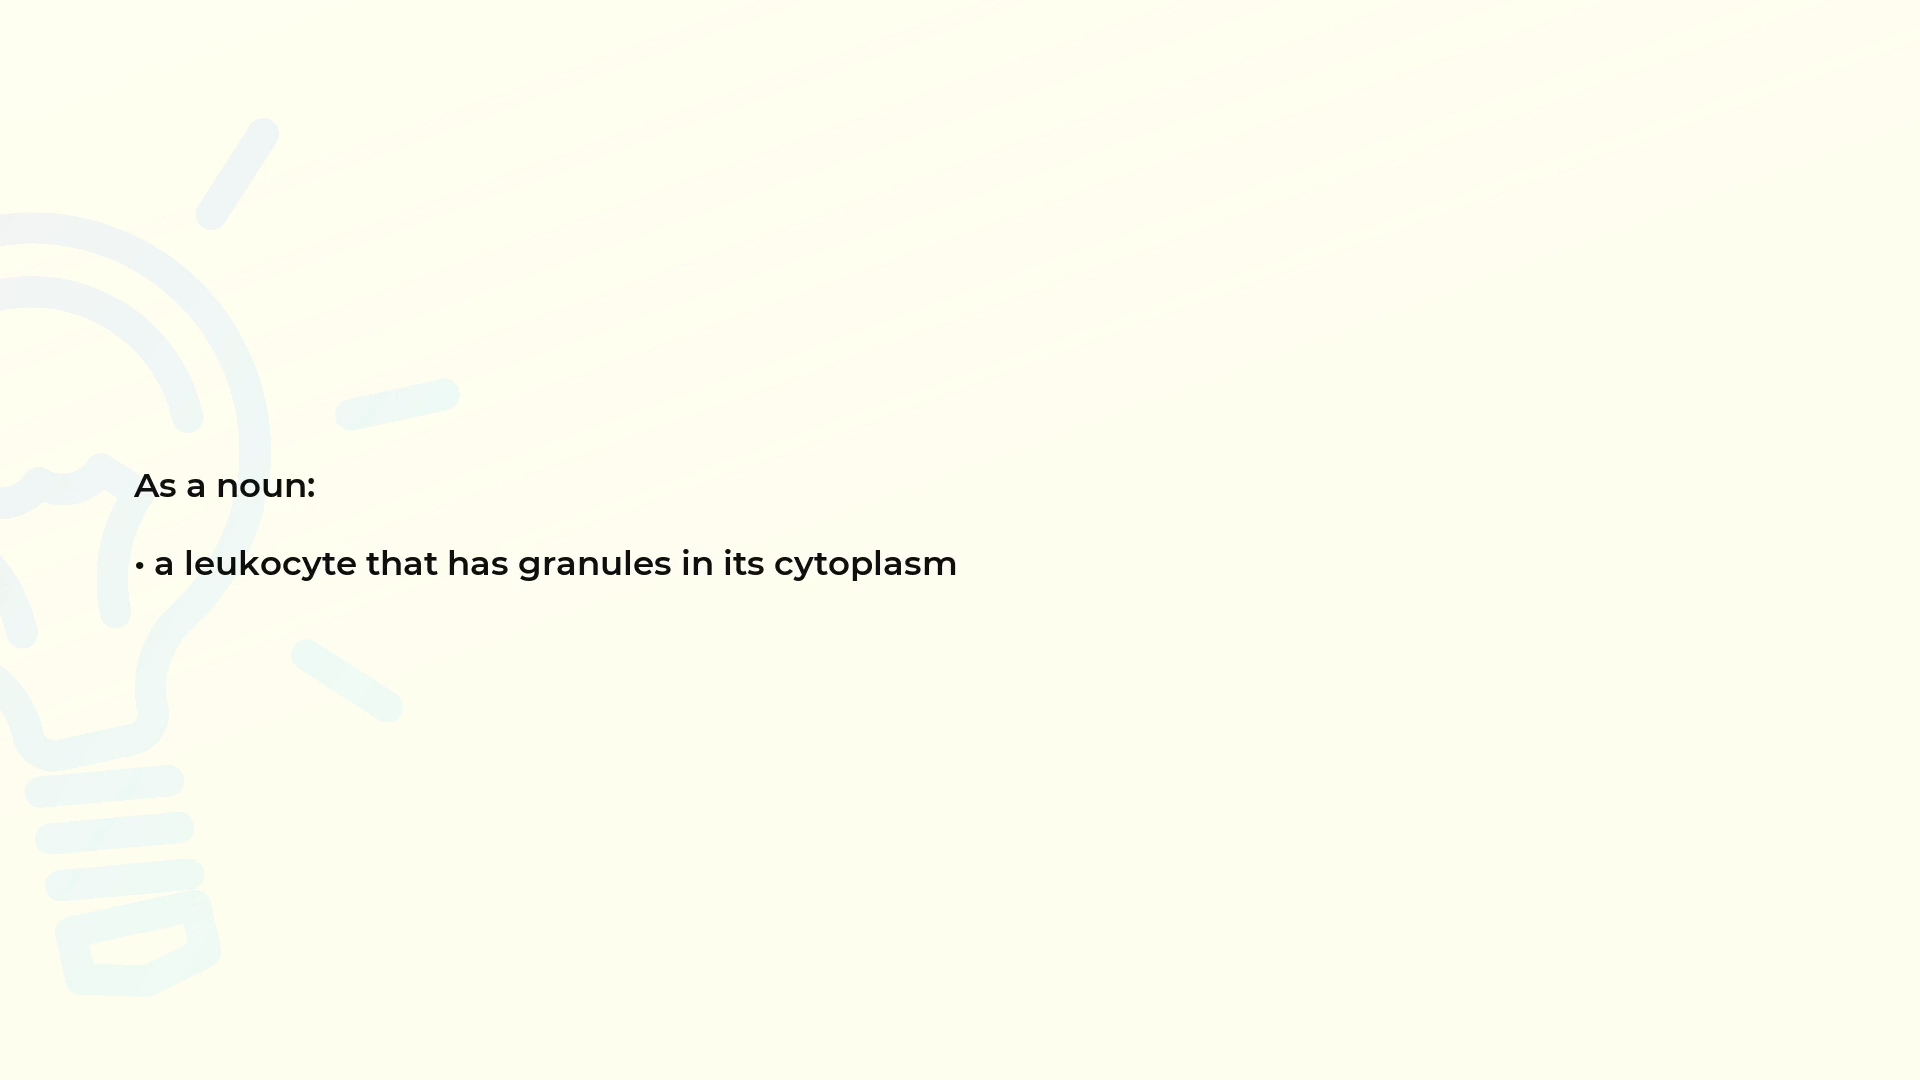 As a noun:
• a leukocyte that has granules in its cytoplasm